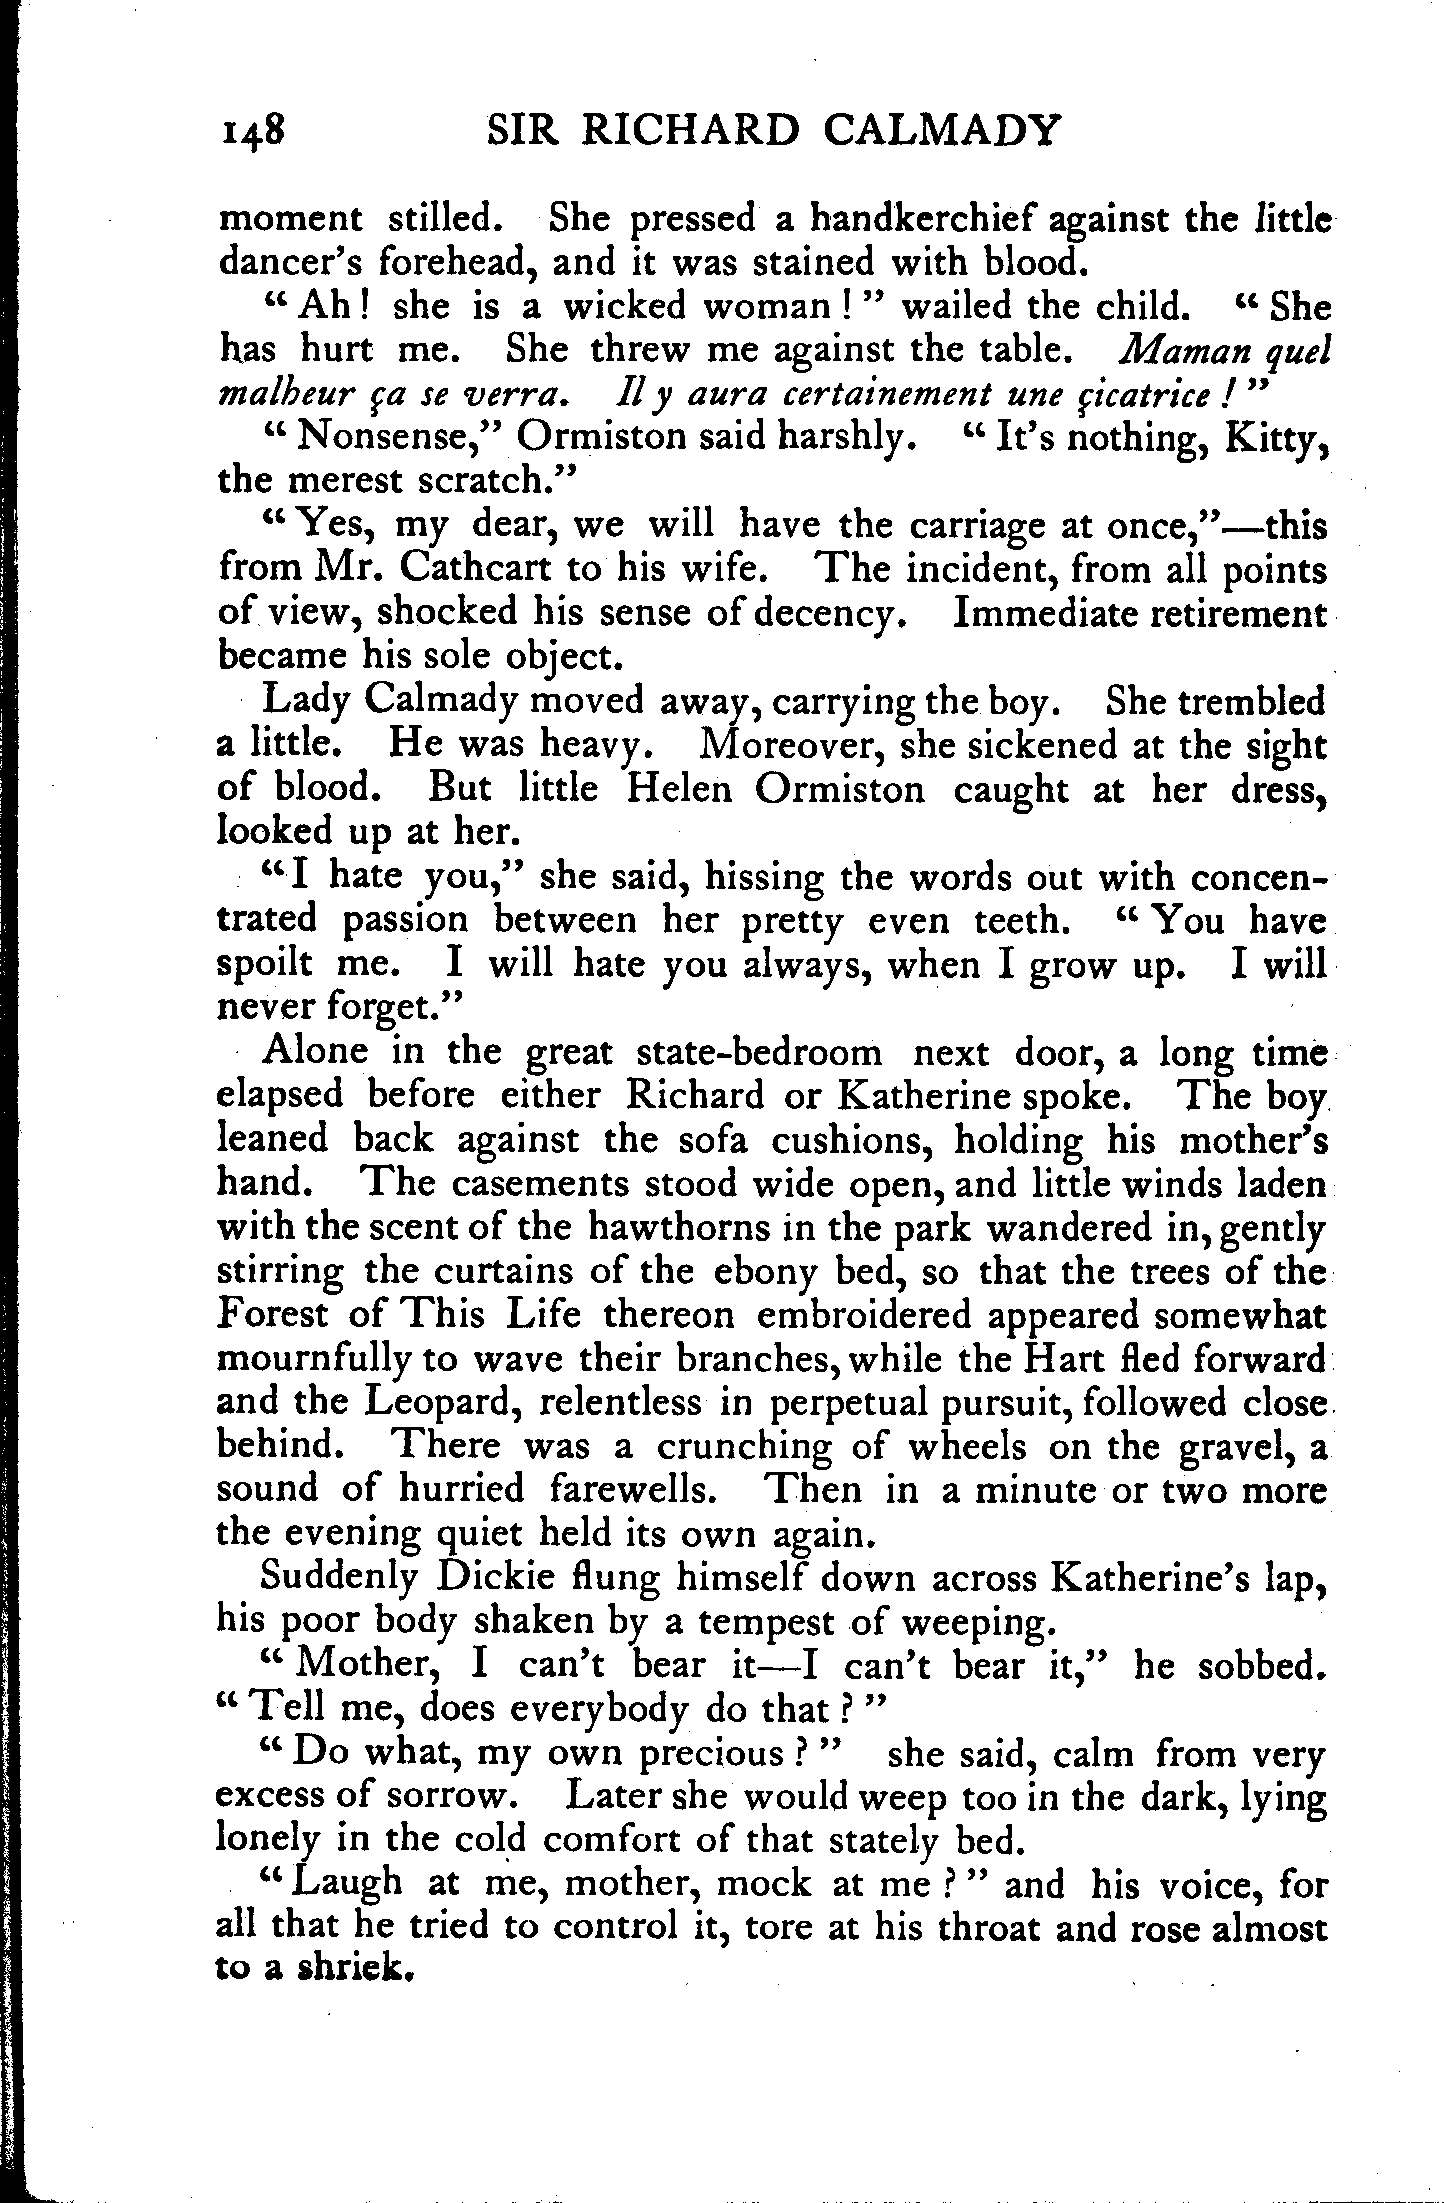 148 SIR RICHARD CALMADY
moment stilled. She pressed a handkerchief against the little
dancer's forehead, and it was stained with blood.
"Ah! she is a wicked woman!" wailed the child. "She
has hurt me. She threw me against the table. Maman quel
malheur ça se verra. Il y aura certainement une çicatrice!"
"Nonsense," Ormiston said harshly. "It's nothing, Kitty,
the merest scratch."
"Yes, my dear, we will have the carriage at once,"—this
from Mr. Cathcart to his wife. The incident, from all points
of view, shocked his sense of decency. Immediate retirement
became his sole object.
Lady Calmady moved away, carrying the boy. She trembled
a little. He was heavy. Moreover, she sickened at the sight
of blood. But little Helen Ormiston caught at her dress,
looked up at her.
"I hate you," she said, hissing the words out with concen-
trated passion between her pretty even teeth. "You have
spoilt me. I will hate you always, when I grow up. I will
never forget."
Alone in the great state-bedroom next door, a long time
elapsed before either Richard or Katherine spoke. The boy
leaned back against the sofa cushions, holding his mother's
hand. The casements stood wide open, and little winds laden
with the scent of the hawthorns in the park wandered in, gently
stirring the curtains of the ebony bed, so that the trees of the
Forest of This Life thereon embroidered appeared somewhat
mournfully to wave their branches, while the Hart fled forward
and the Leopard, relentless in perpetual pursuit, followed close
behind. There was a crunching of wheels on the gravel, a
sound of hurried farewells. Then in a minute or two more
the evening quiet held its own again.
Suddenly Dickie flung himself down across Katherine's lap,
his poor body shaken by a tempest of weeping.
"Mother, I can't bear it—I can't bear it," he sobbed.
"Tell me, does everybody do that?"
"Do what, my own precious?" she said, calm from very
excess of sorrow. Later she would weep too in the dark, lying
lonely in the cold comfort of that stately bed.
"Laugh at me, mother, mock at me?" and his voice, for
all that he tried to control it, tore at his throat and rose almost
to a shriek.